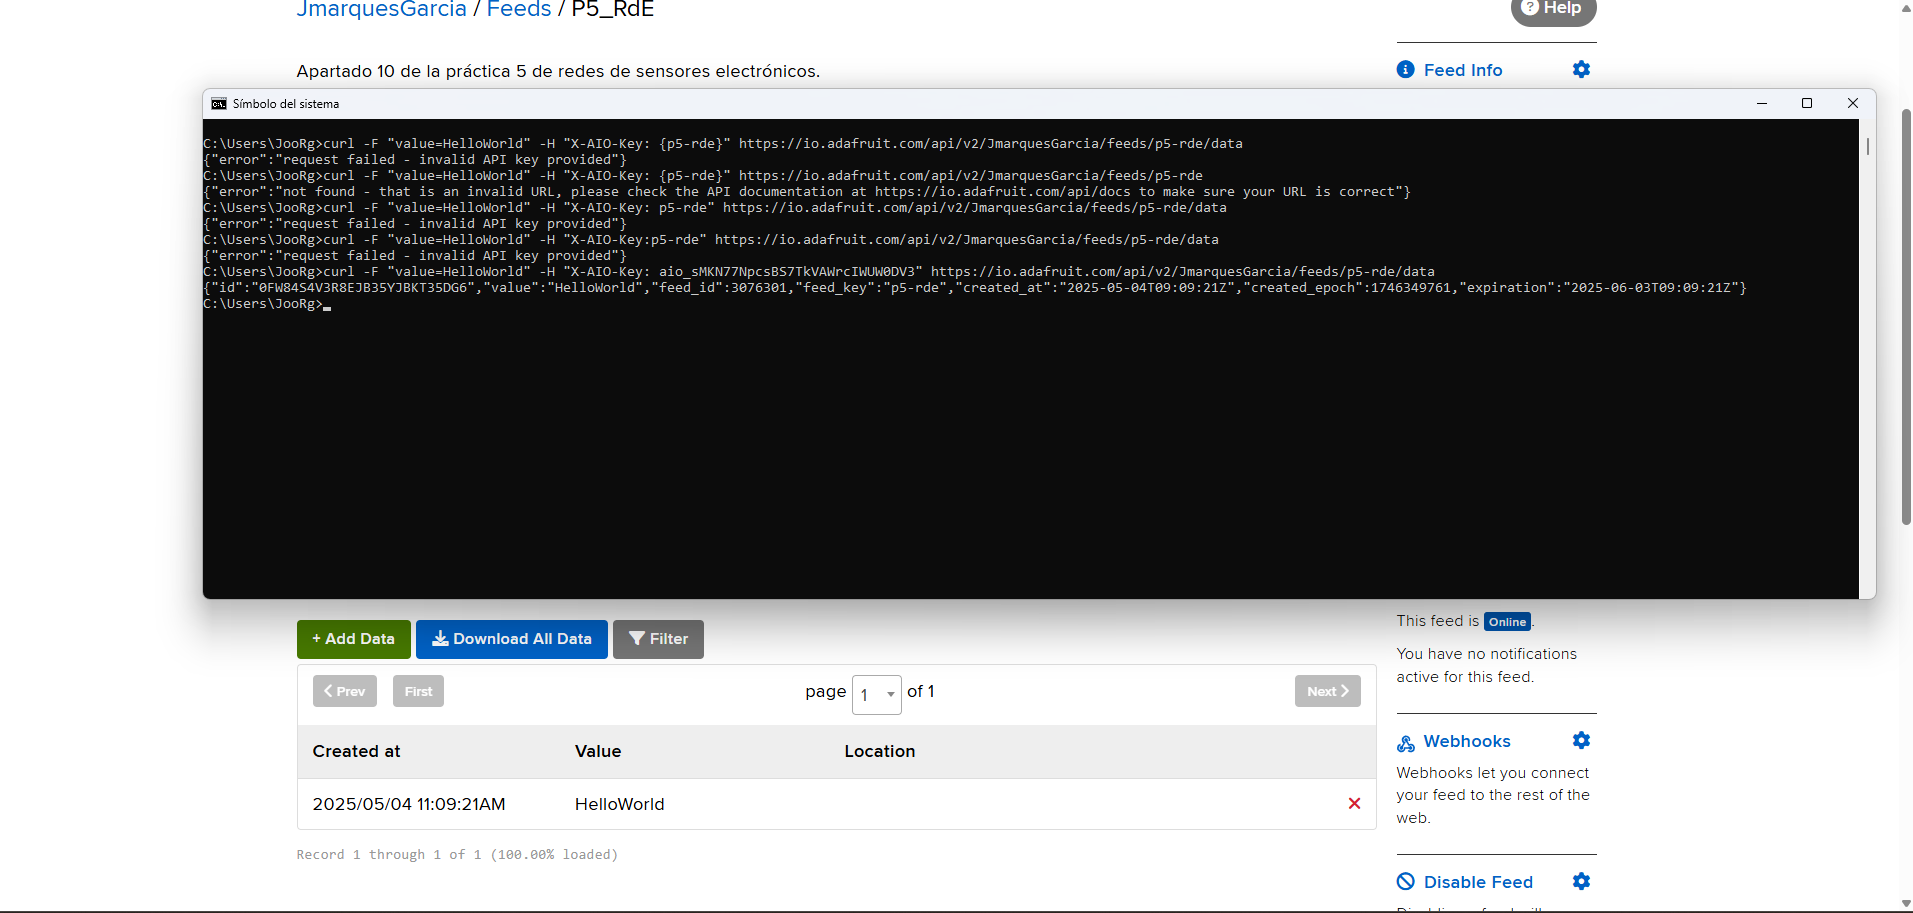 JmarquesGarcia / Feeds / P5_RdE
Help
Apartado 10 de la práctica 5 de redes de sensores electrónicos.
Feed Info
Símbolo del sistema
C:\Users\JooRg>curl -F "value=HelloWorld" -H "X-AIO-Key: {p5-rde}" https://io.adafruit.com/api/v2/JmarquesGarcia/feeds/p5-rde/data
{"error":"request failed - invalid API key provided"}
C:\Users\JooRg>curl -F "value=HelloWorld" -H "X-AIO-Key: {p5-rde}" https://io.adafruit.com/api/v2/JmarquesGarcia/feeds/p5-rde
{"error":"not found - that is an invalid URL, please check the API documentation at https://io.adafruit.com/api/docs to make sure your URL is correct"}
C:\Users\JooRg>curl -F "value=HelloWorld" -H "X-AIO-Key: p5-rde" https://io.adafruit.com/api/v2/JmarquesGarcia/feeds/p5-rde/data
{"error":"request failed - invalid API key provided"}
C:\Users\JooRg>curl -F "value=HelloWorld" -H "X-AIO-Key:p5-rde" https://io.adafruit.com/api/v2/JmarquesGarcia/feeds/p5-rde/data
{"error":"request failed - invalid API key provided"}
C:\Users\JooRg>curl -F "value=HelloWorld" -H "X-AIO-Key: aio_sMKN77NpcsBS7TkVAWrcIWUW0DV3" https://io.adafruit.com/api/v2/JmarquesGarcia/feeds/p5-rde/data
{"id":"0FW84S4V3R8EJB35YJBKT35DG6","value":"HelloWorld","feed_id":3076301,"feed_key":"p5-rde","created_at":"2025-05-04T09:09:21Z","created_epoch":1746349761,"expiration":"2025-06-03T09:09:21Z"}
C:\Users\JooRg>
+ Add Data
Download All Data
Filter
This feed is Online.
You have no notifications
active for this feed.
Prev
First
page 1 of 1
Next
Webhooks
Webhooks let you connect
your feed to the rest of the
web.
Created at Value Location
2025/05/04 11:09:21AM HelloWorld
Record 1 through 1 of 1 (100.00% loaded)
Disable Feed